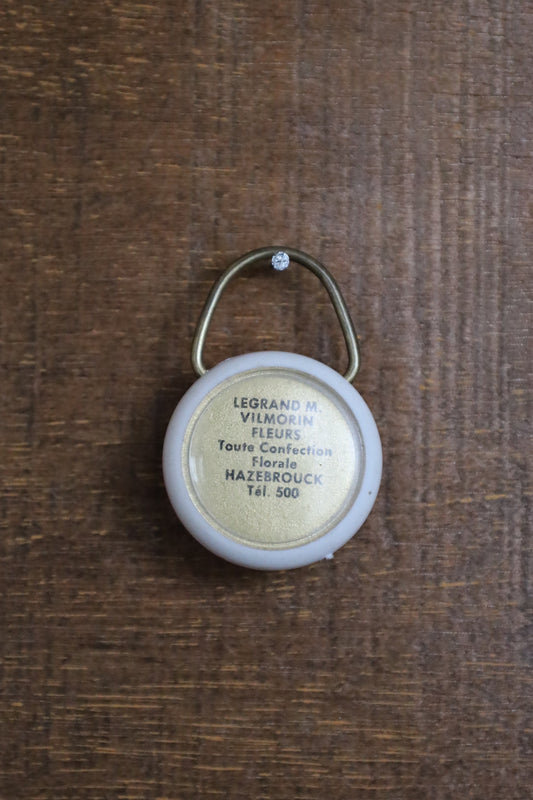 LEGRAND M.
VILMORIN
FLEURS
Toute Confection
Florale
HAZEBROUCK
Tél. 500